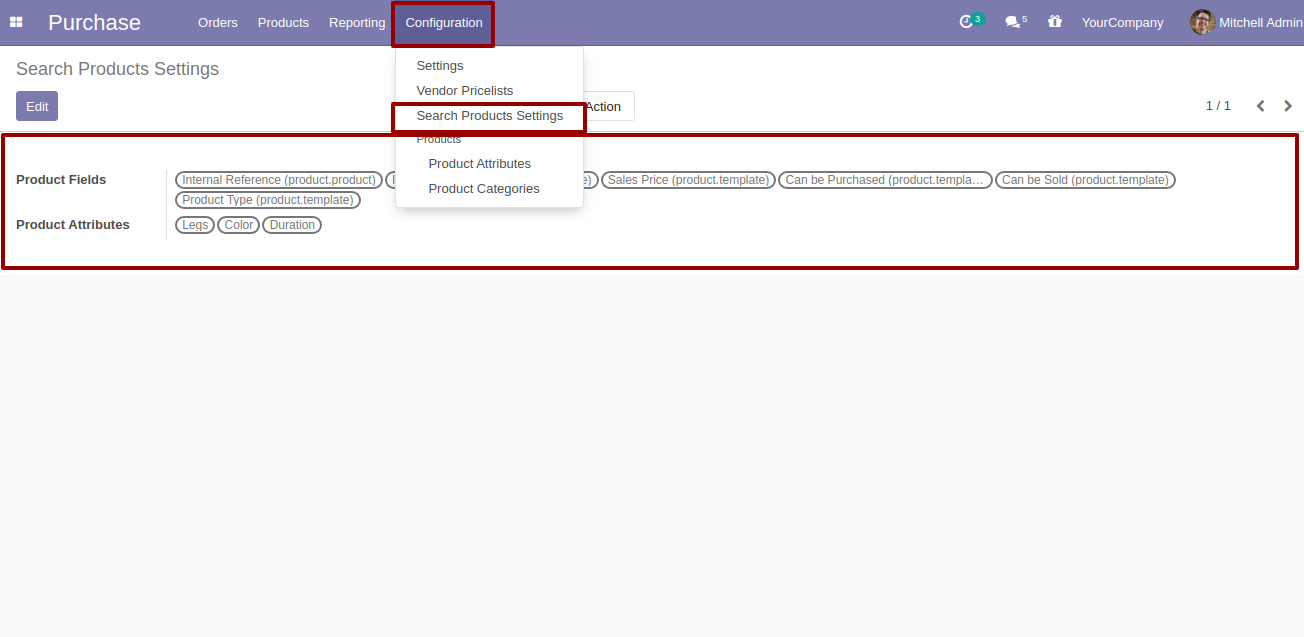 Purchase Orders Products Reporting Configuration 3 5 YourCompany Mitchell Admin
Search Products Settings
Settings
Vendor Pricelists
Edit Action 1 / 1
Search Products Settings
Products
Product Attributes
Product Categories
Product Fields Internal Reference (product.product) Sales Price (product.template) Can be Purchased (product.templa… Can be Sold (product.template)
Product Type (product.template)
Product Attributes Legs Color Duration